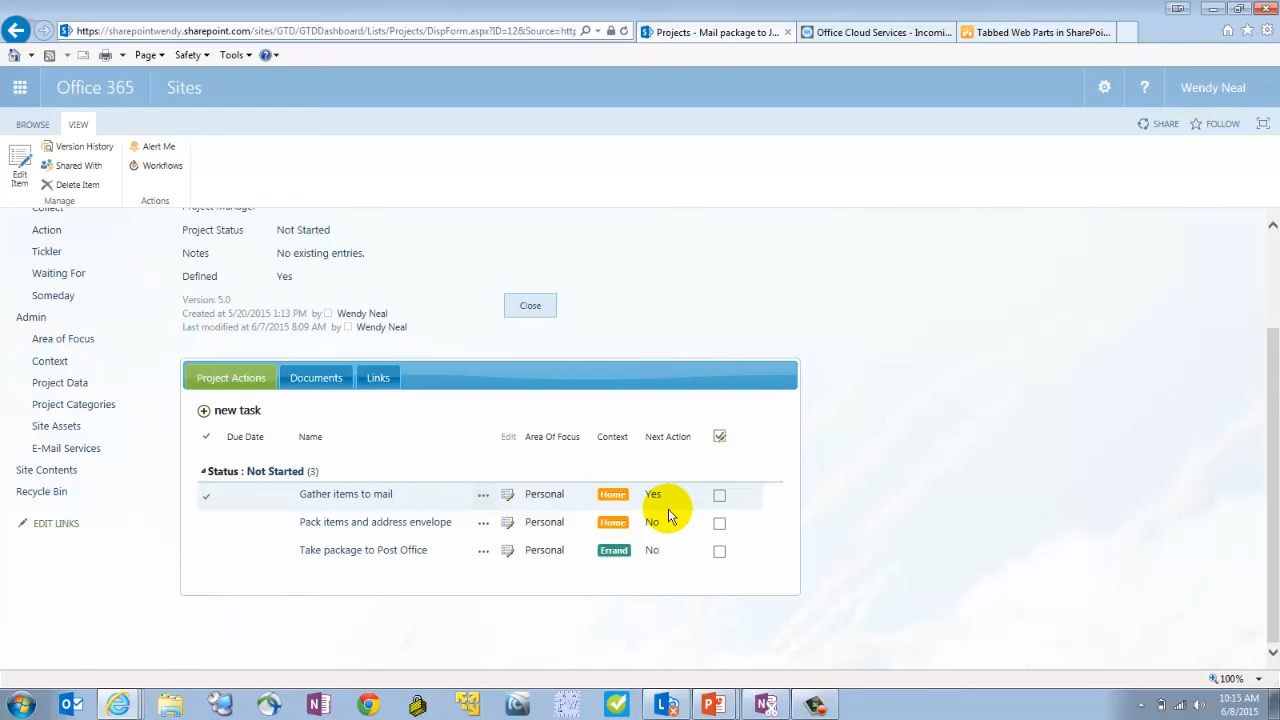 https://sharepointwendy.sharepoint.com/sites/GTD/GTDDashboard/Lists/Projects/DispForm.aspx?ID=12&Source=http
Projects - Mail package to J...
Office Cloud Services - Incomi...
Tabbed Web Parts in SharePoi...
Page Safety Tools
Office 365 Sites
Wendy Neal
BROWSE VIEW
SHARE FOLLOW
Edit Item
Version History
Shared With
Delete Item
Manage
Alert Me
Workflows
Actions
Collect
Action
Tickler
Waiting For
Someday
Admin
Area of Focus
Context
Project Data
Project Categories
Site Assets
E-Mail Services
Site Contents
Recycle Bin
EDIT LINKS
Project Manager
Project Status Not Started
Notes No existing entries.
Defined Yes
Version: 5.0
Created at 5/20/2015 1:13 PM by Wendy Neal
Last modified at 6/7/2015 8:09 AM by Wendy Neal
Close
Project Actions Documents Links
new task
Due Date Name Edit Area Of Focus Context Next Action
Status : Not Started (3)
Gather items to mail ... Personal Home Yes
Pack items and address envelope ... Personal Home No
Take package to Post Office ... Personal Errand No
100%
10:15 AM
6/8/2015